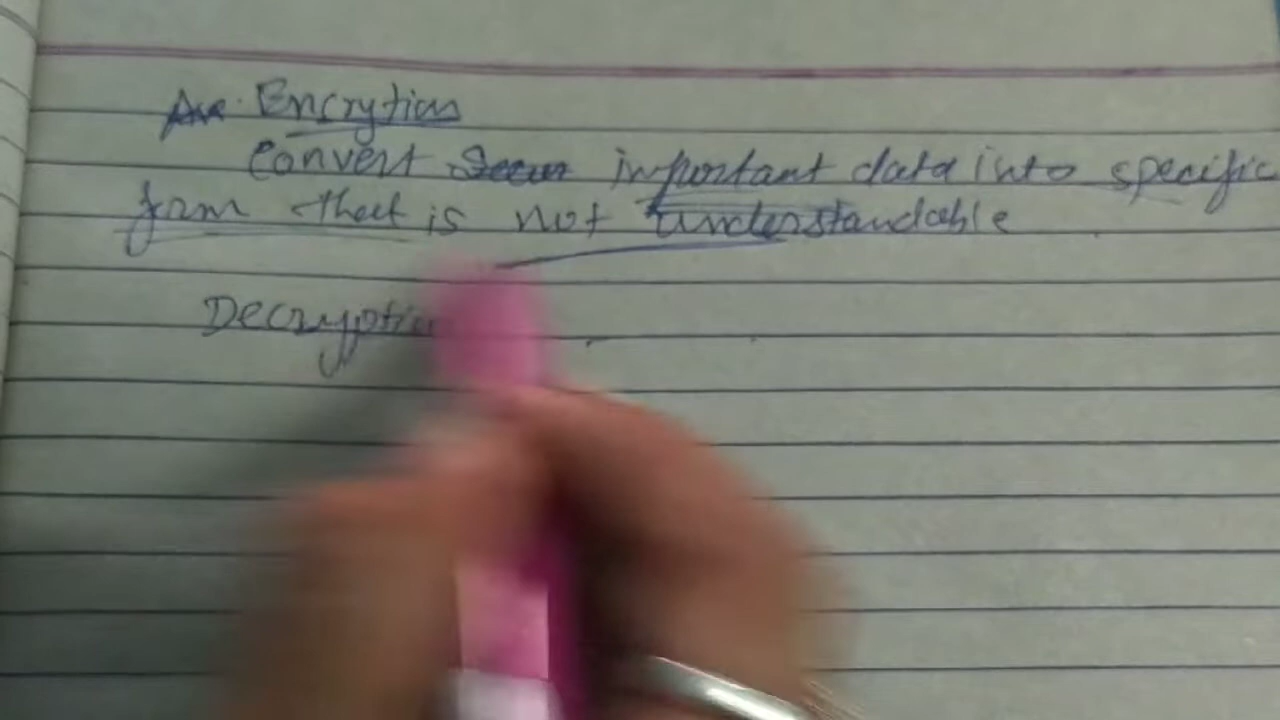 Encrytion
convert important data into specific
form that is not understandable
Decryption